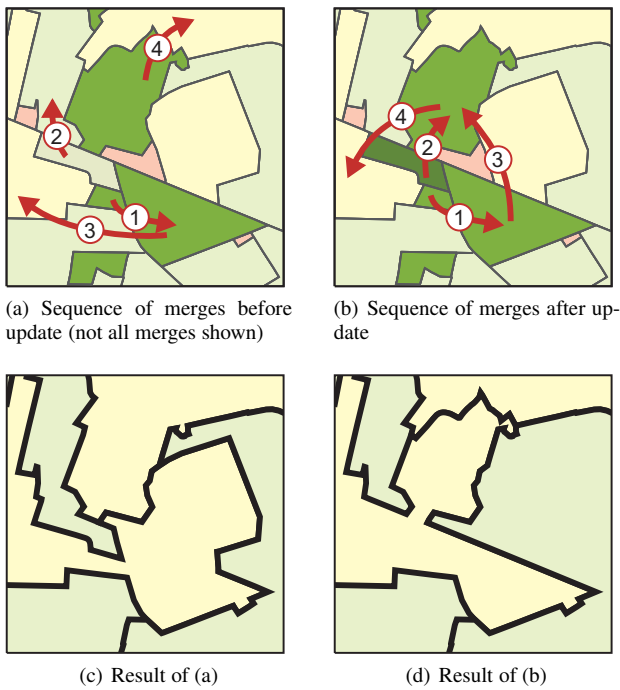 4
2
3
1
4
2
3
1
(a) Sequence of merges before
update (not all merges shown)
(b) Sequence of merges after up-
date
(c) Result of (a)
(d) Result of (b)